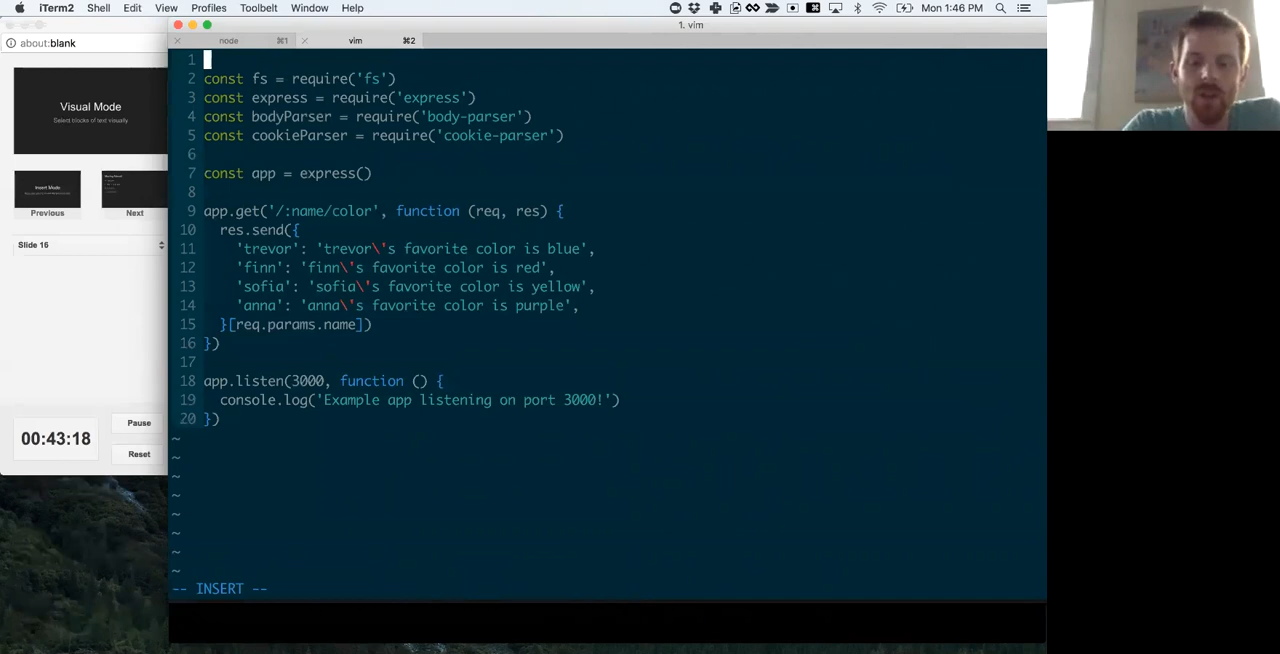 iTerm2 Shell Edit View Profiles Toolbelt Window Help Mon 1:46 PM
1. vim
about:blank
node ⌘1 vim ⌘2
Visual Mode
Select blocks of text visually
Insert Mode
Previous Next
Slide 16
00:43:18
Pause
Reset
1
2 const fs = require('fs')
3 const express = require('express')
4 const bodyParser = require('body-parser')
5 const cookieParser = require('cookie-parser')
6
7 const app = express()
8
9 app.get('/:name/color', function (req, res) {
10 res.send({
11 'trevor': 'trevor\'s favorite color is blue',
12 'finn': 'finn\'s favorite color is red',
13 'sofia': 'sofia\'s favorite color is yellow',
14 'anna': 'anna\'s favorite color is purple',
15 }[req.params.name])
16 })
17
18 app.listen(3000, function () {
19 console.log('Example app listening on port 3000!')
20 })
~
~
~
~
~
~
~
~
-- INSERT --